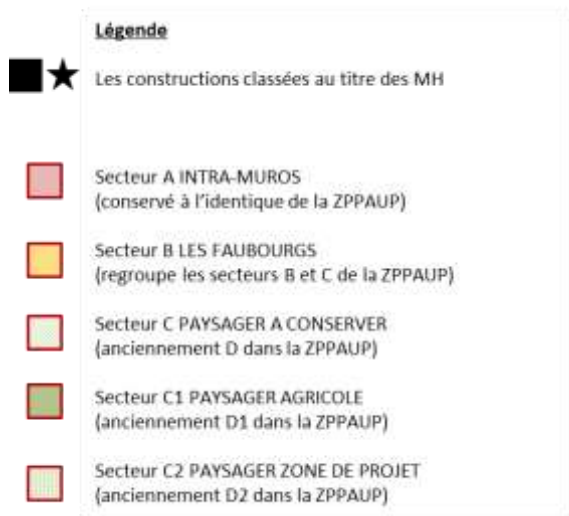 Légende
Les constructions classées au titre des MH
Secteur A INTRA-MUROS
(conservé à l'identique de la ZPPAUP)
Secteur B LES FAUBOURGS
(regroupe les secteurs B et C de la ZPPAUP)
Secteur C PAYSAGER A CONSERVER
(anciennement D dans la ZPPAUP)
Secteur C1 PAYSAGER AGRICOLE
(anciennement D1 dans la ZPPAUP)
Secteur C2 PAYSAGER ZONE DE PROJET
(anciennement D2 dans la ZPPAUP)